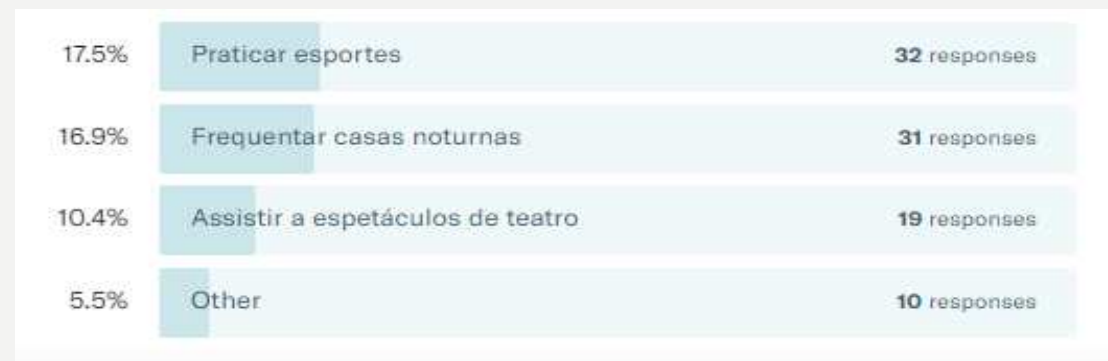 17.5% Praticar esportes 32 responses
16.9% Frequentar casas noturnas 31 responses
10.4% Assistir a espetáculos de teatro 19 responses
5.5% Other 10 responses